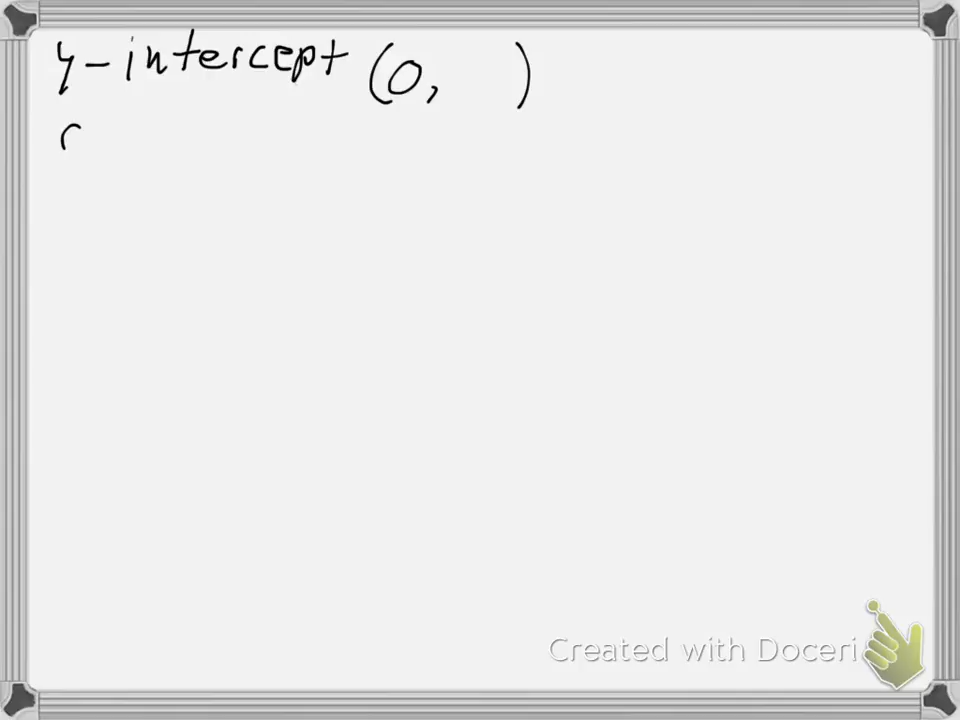 y-intercept (0, )
Created with Doceri